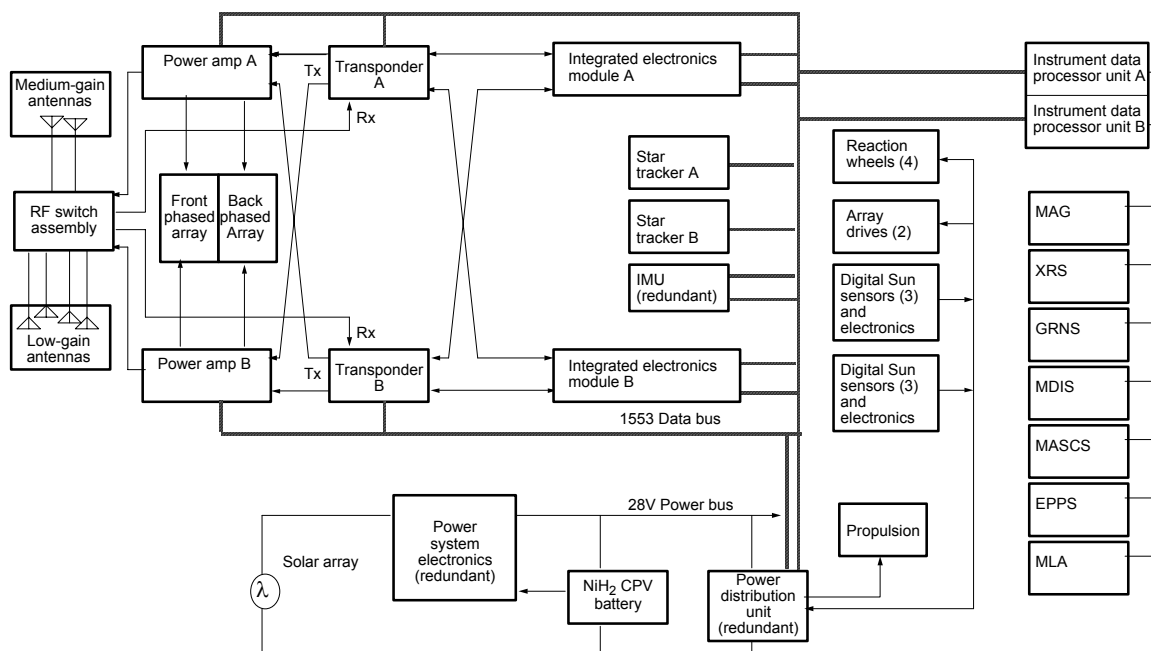 Medium-gain
antennas
RF switch
assembly
Low-gain
antennas
Power amp A
Tx
Transponder
A
Rx
Front
phased
array
Back
phased
Array
Power amp B
Rx
Tx
Transponder
B
Integrated electronics
module A
Star
tracker A
Star
tracker B
IMU
(redundant)
Integrated electronics
module B
1553 Data bus
Reaction
wheels (4)
Array
drives (2)
Digital Sun
sensors (3)
and
electronics
Digital Sun
sensors (3)
and
electronics
Instrument data
processor unit A
Instrument data
processor unit B
MAG
XRS
GRNS
MDIS
MASCS
EPPS
MLA
Solar array
λ
Power
system
electronics
(redundant)
28V Power bus
NiH2 CPV
battery
Power
distribution
unit
(redundant)
Propulsion